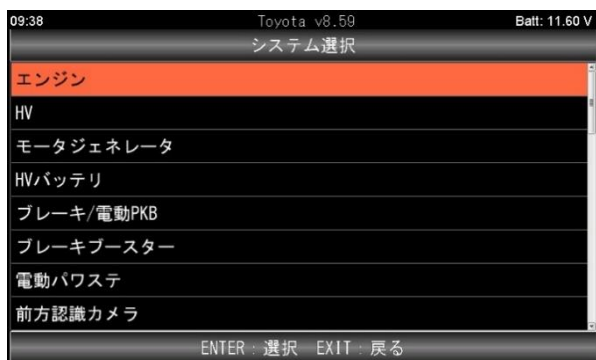 09:38 Toyota v8.59 Batt: 11.60 V
システム選択
エンジン
HV
モータジェネレータ
HVバッテリ
ブレーキ/電動PKB
ブレーキブースター
電動パワステ
前方認識カメラ
ENTER：選択 EXIT：戻る